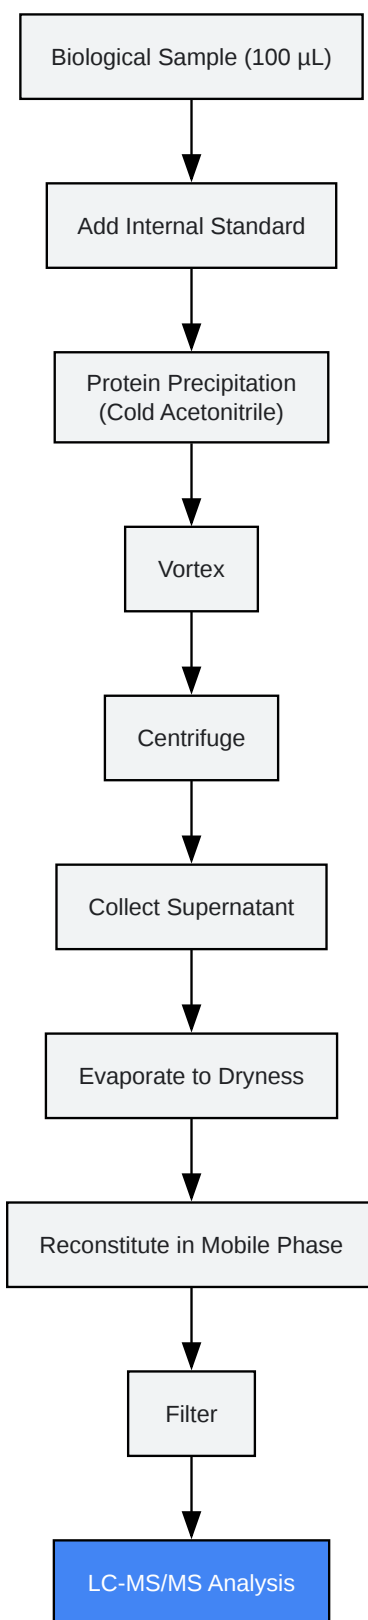 Biological Sample (100 µL)
Add Internal Standard
Protein Precipitation
(Cold Acetonitrile)
Vortex
Centrifuge
Collect Supernatant
Evaporate to Dryness
Reconstitute in Mobile Phase
Filter
LC-MS/MS Analysis